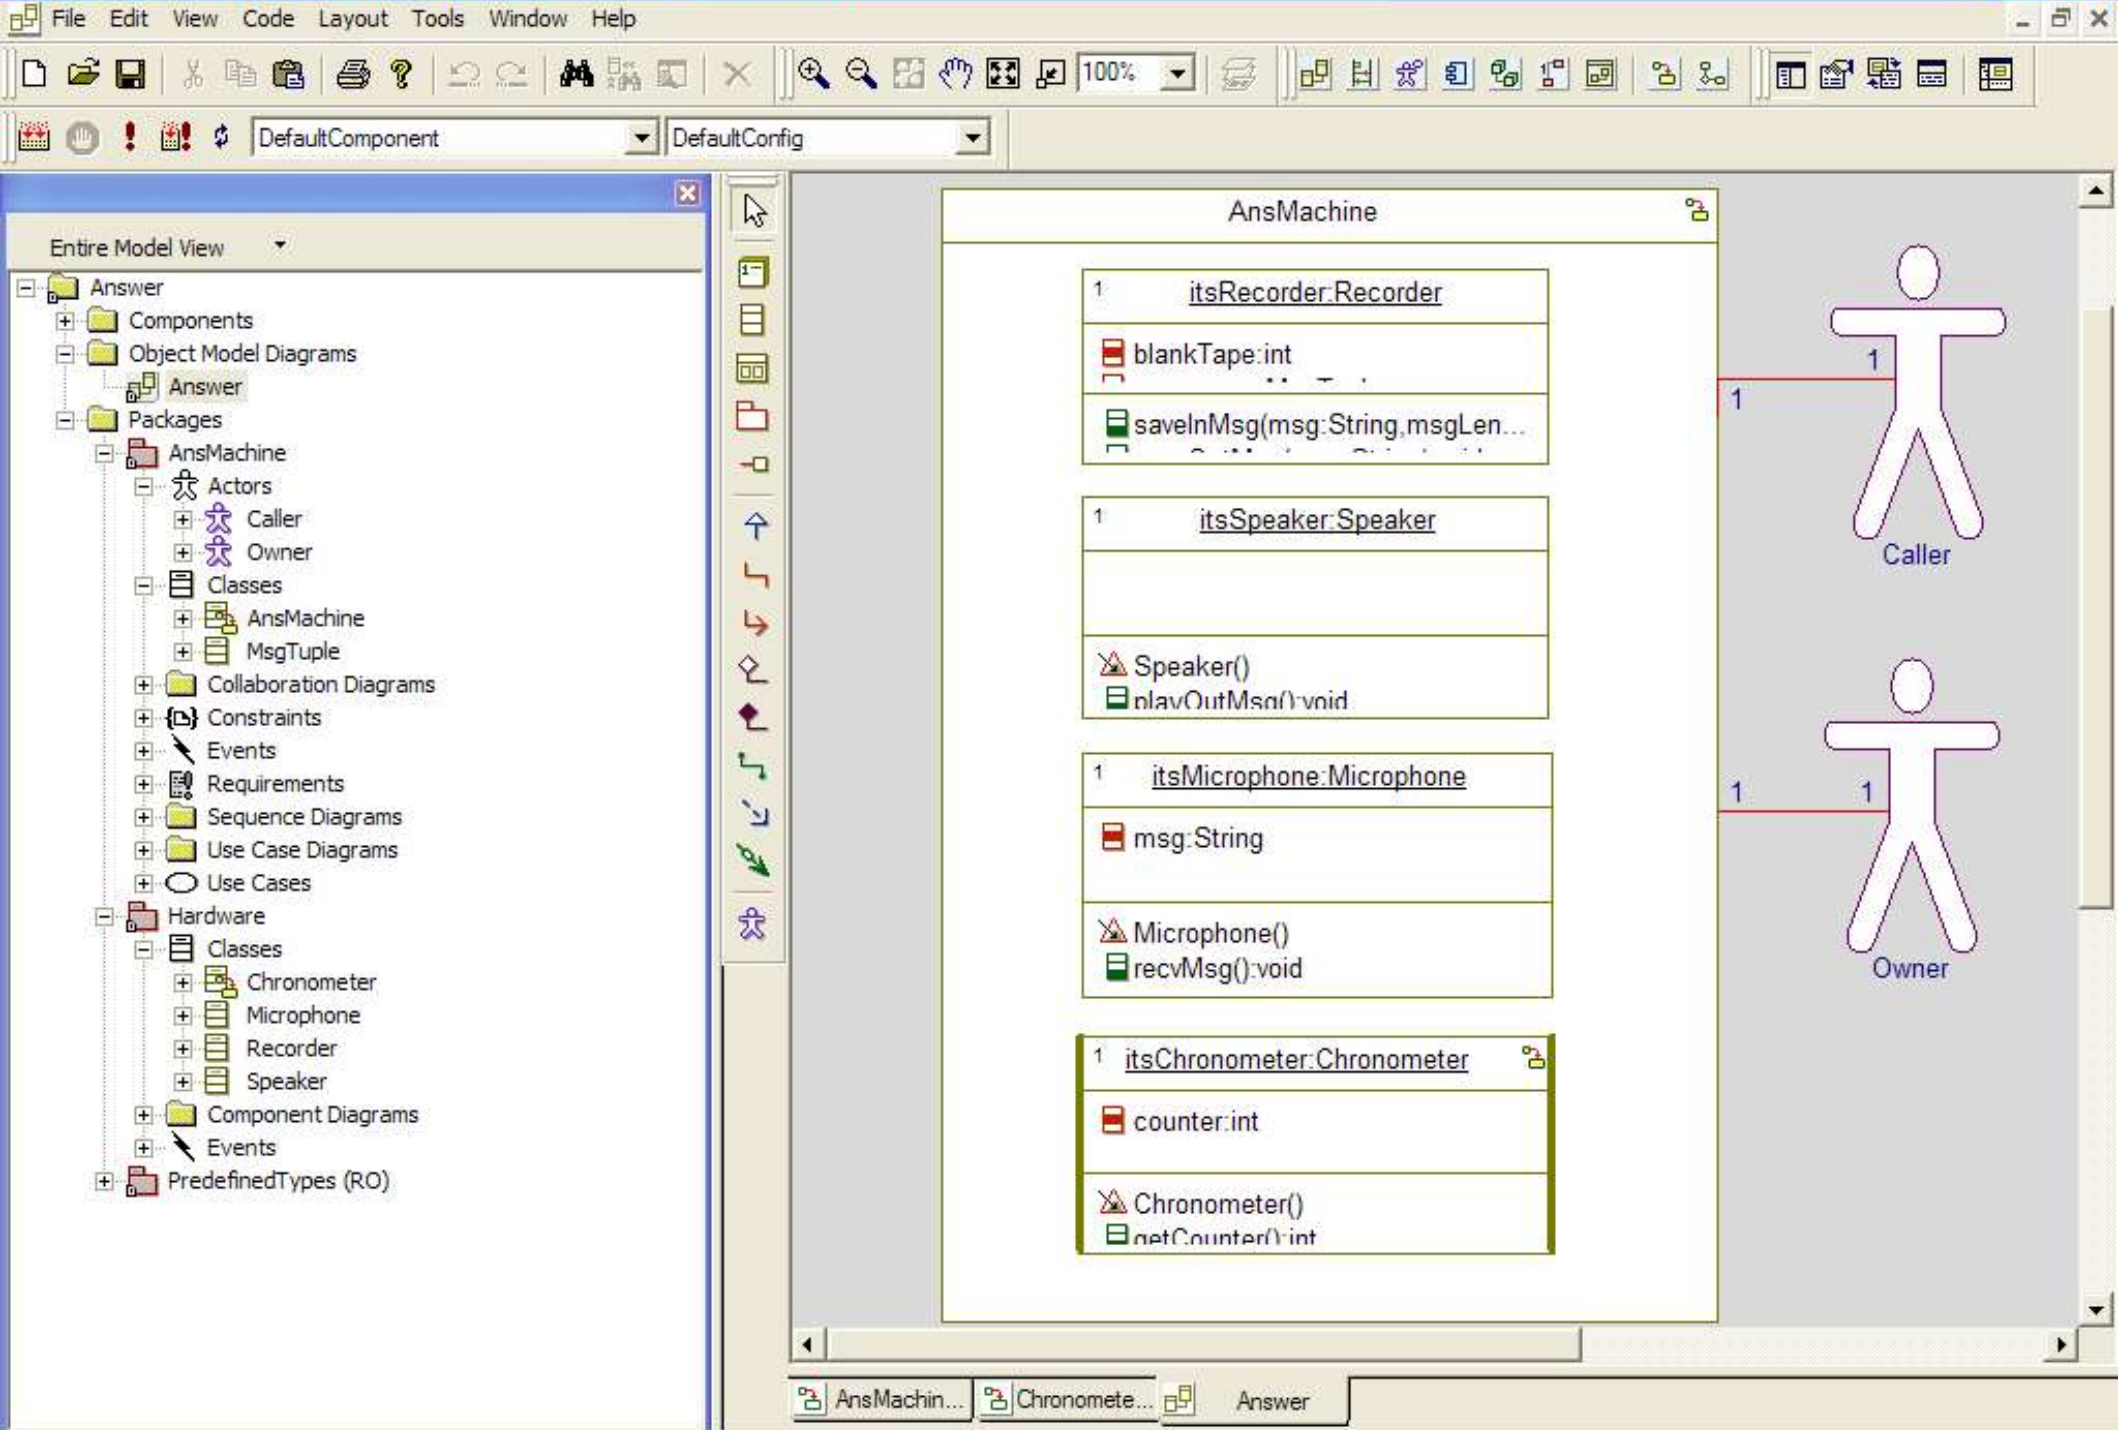 File Edit View Code Layout Tools Window Help
100%
DefaultComponent DefaultConfig
Entire Model View
Answer
Components
Object Model Diagrams
Answer
Packages
AnsMachine
Actors
Caller
Owner
Classes
AnsMachine
MsgTuple
Collaboration Diagrams
Constraints
Events
Requirements
Sequence Diagrams
Use Case Diagrams
Use Cases
Hardware
Classes
Chronometer
Microphone
Recorder
Speaker
Component Diagrams
Events
PredefinedTypes (RO)
AnsMachine
1 itsRecorder:Recorder
blankTape:int
saveInMsg(msg:String,msgLen...
1 itsSpeaker:Speaker
Speaker()
playOutMsg():void
1 itsMicrophone:Microphone
msg:String
Microphone()
recvMsg():void
1 itsChronometer:Chronometer
counter:int
Chronometer()
getCounter():int
1
1
Caller
1 1
Owner
AnsMachin... Chronomete... Answer